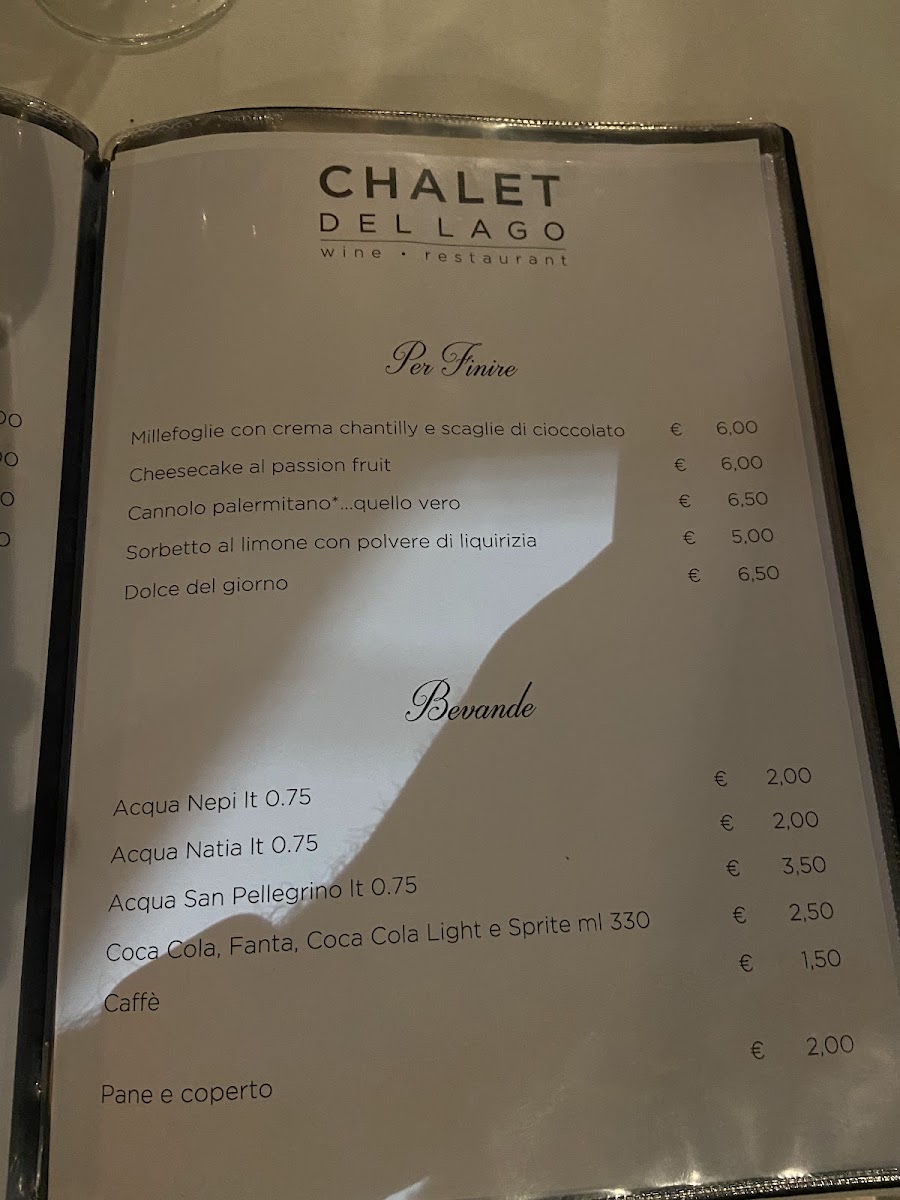 CHALET
DEL LAGO
wine • restaurant
Per Finire
Millefoglie con crema chantilly e scaglie di cioccolato € 6,00
Cheesecake al passion fruit € 6,00
Cannolo palermitano*...quello vero € 6,50
Sorbetto al limone con polvere di liquirizia € 5,00
Dolce del giorno € 6,50
Bevande
Acqua Nepi lt 0.75 € 2,00
Acqua Natia lt 0.75 € 2,00
Acqua San Pellegrino lt 0.75 € 3,50
Coca Cola, Fanta, Coca Cola Light e Sprite ml 330 € 2,50
Caffè € 1,50
Pane e coperto € 2,00